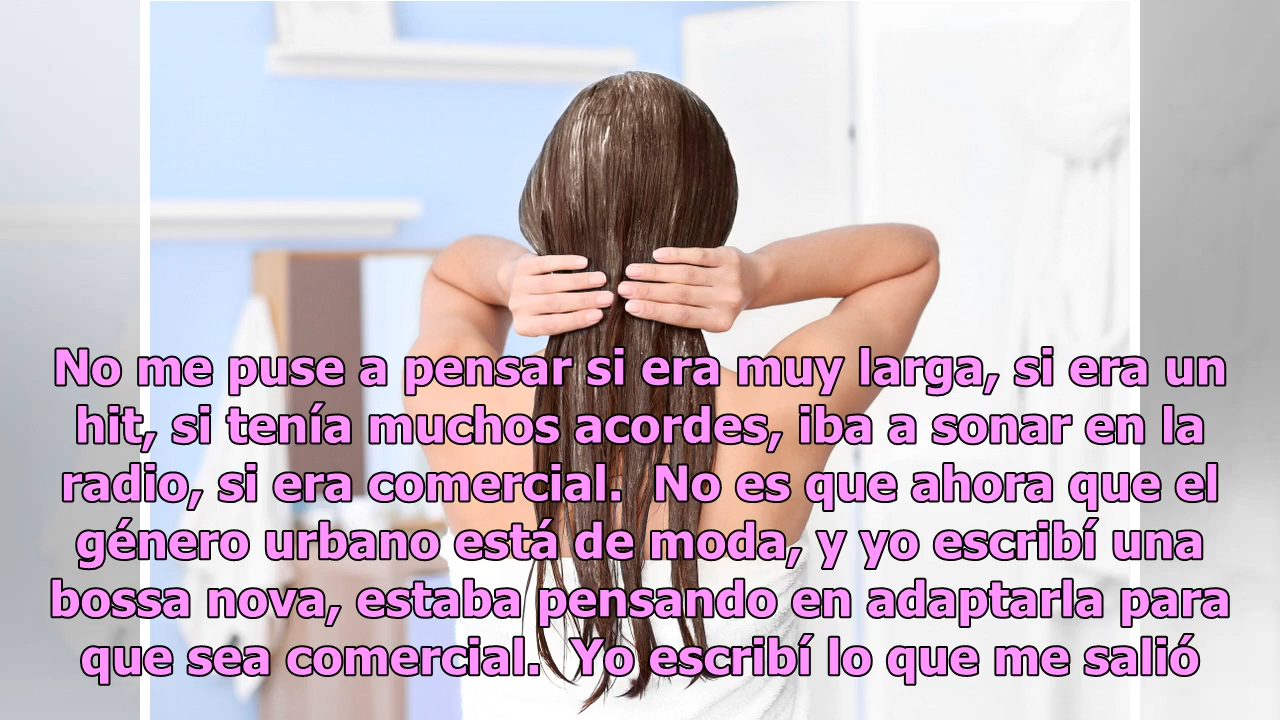 No me puse a pensar si era muy larga, si era un
hit, si tenía muchos acordes, iba a sonar en la
radio, si era comercial.  No es que ahora que el
género urbano está de moda, y yo escribí una
bossa nova, estaba pensando en adaptarla para
que sea comercial.  Yo escribí lo que me salió